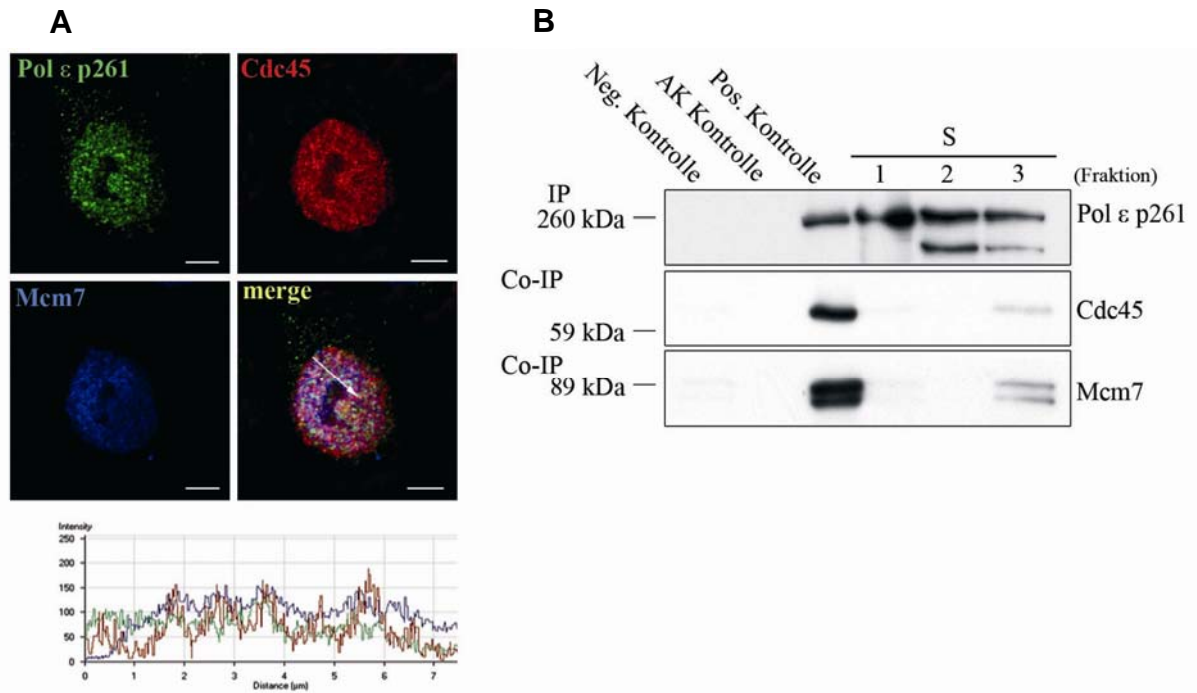 A
Pol ε p261
Cdc45
Mcm7
merge
Intensity
250
200
150
100
50
0
0 1 2 3 4 5 6 7
Distance (µm)
B
Neg. Kontrolle
AK Kontrolle
Pos. Kontrolle
S
1 2 3 (Fraktion)
IP
260 kDa
Pol ε p261
Co-IP
59 kDa
Cdc45
Co-IP
89 kDa
Mcm7